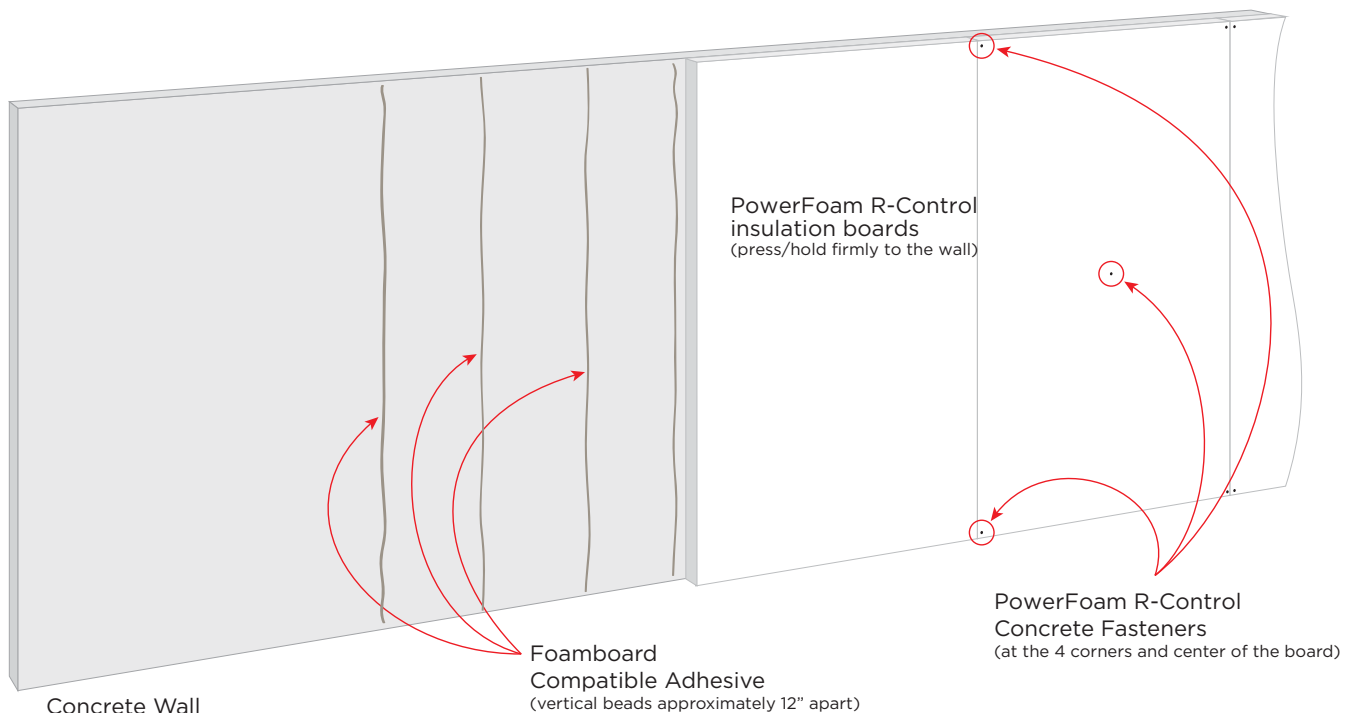 PowerFoam R-Control
insulation boards
(press/hold firmly to the wall)
PowerFoam R-Control
Concrete Fasteners
(at the 4 corners and center of the board)
Foamboard
Compatible Adhesive
(vertical beads approximately 12” apart)
Concrete Wall